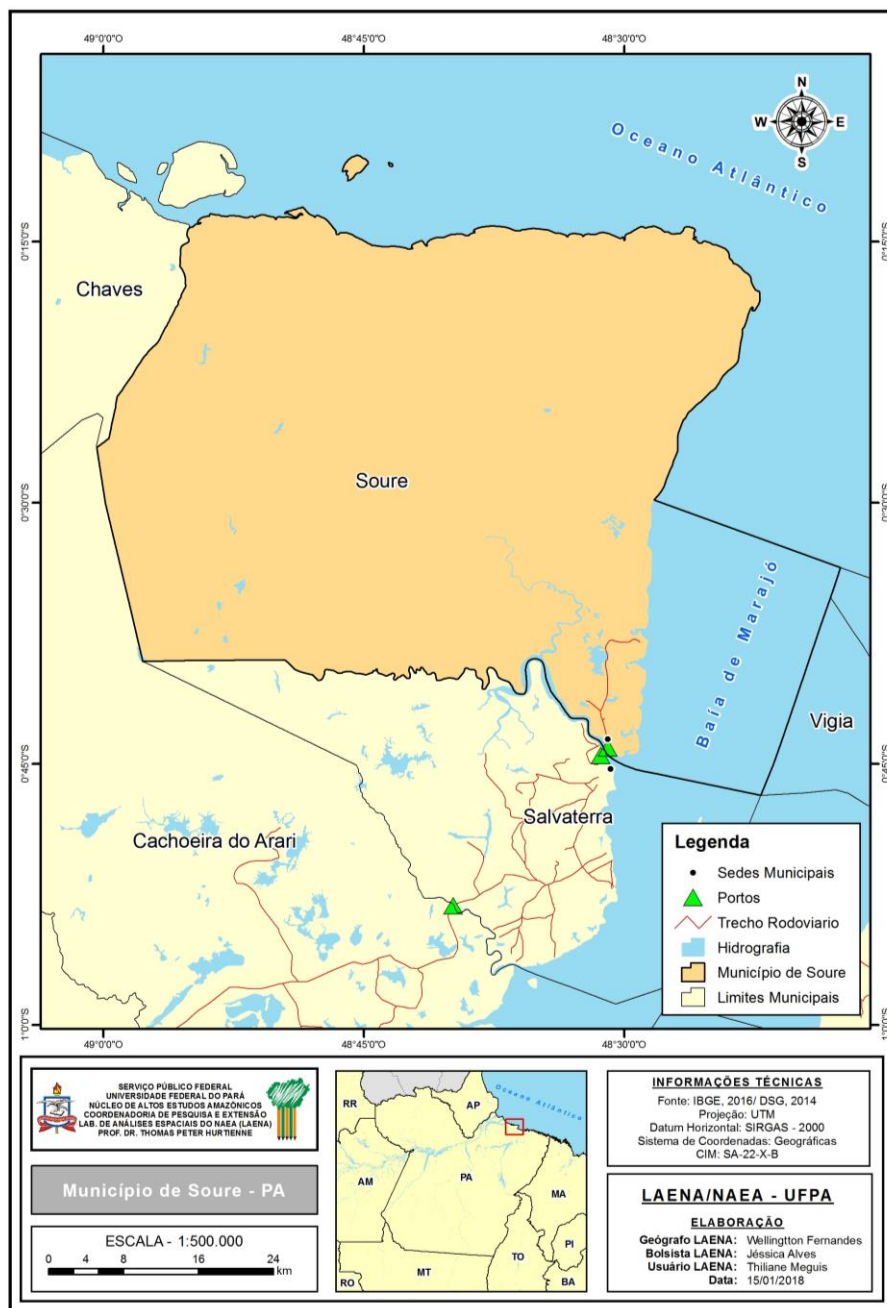 49°0'0"O
48°45'0"O
48°30'0"O
N
W
E
S
Oceano Atlântico
0°15'0"S
0°15'0"S
Chaves
Soure
0°30'0"S
0°30'0"S
Baía de Marajó
Vigia
0°45'0"S
0°45'0"S
Salvaterra
Cachoeira do Arari
Legenda
Sedes Municipais
Portos
Trecho Rodoviario
Hidrografia
Município de Soure
Limites Municipais
1°0'0"S
1°0'0"S
49°0'0"O
48°45'0"O
48°30'0"O
SERVIÇO PÚBLICO FEDERAL
UNIVERSIDADE FEDERAL DO PARÁ
NÚCLEO DE ALTOS ESTUDOS AMAZÔNICOS
COORDENADORIA DE PESQUISA E EXTENSÃO
LAB. DE ANÁLISES ESPACIAIS DO NAEA (LAENA)
PROF. DR. THOMAS PETER HURTIENNE
Município de Soure - PA
ESCALA - 1:500.000
0 4 8 16 24
km
RR
AP
Oceano Atlântico
AM
PA
MA
PI
TO
MT
RO
BA
INFORMAÇÕES TÉCNICAS
Fonte: IBGE, 2016/ DSG, 2014
Projeção: UTM
Datum Horizontal: SIRGAS - 2000
Sistema de Coordenadas: Geográficas
CIM: SA-22-X-B
LAENA/NAEA - UFPA
ELABORAÇÃO
Geógrafo LAENA: Wellingtton Fernandes
Bolsista LAENA: Jéssica Alves
Usuário LAENA: Thiliane Meguis
Data: 15/01/2018